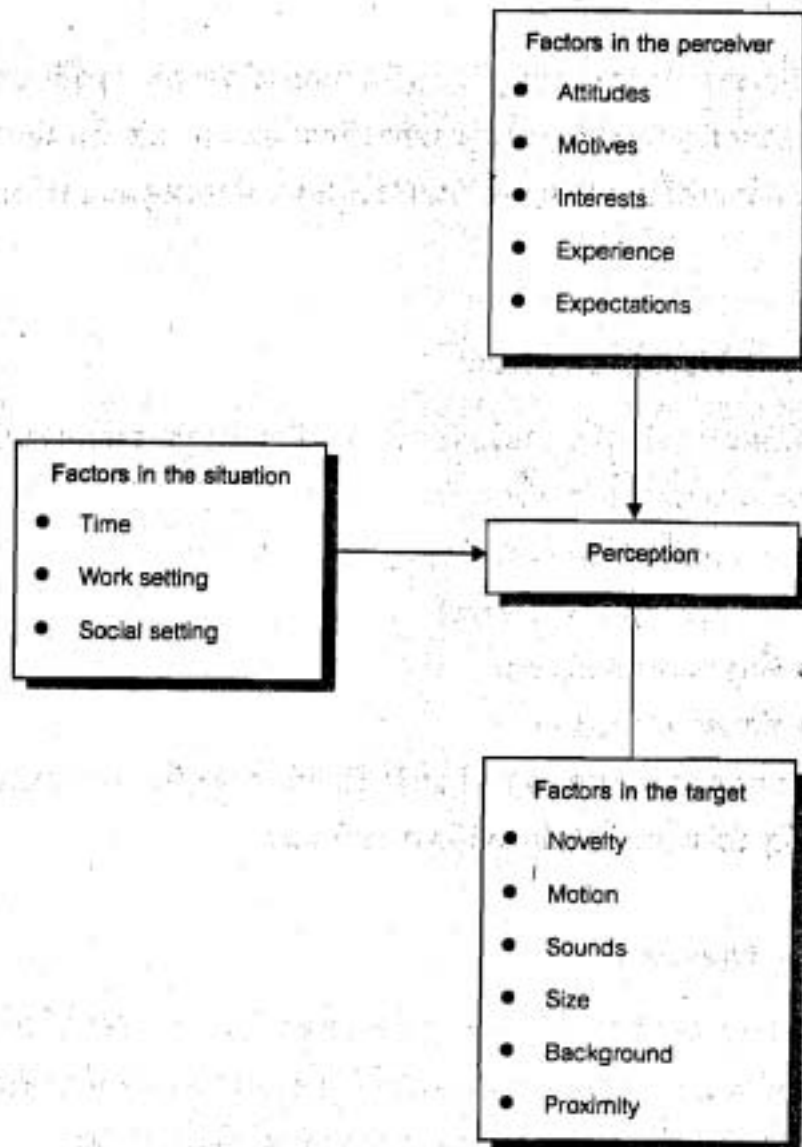 Factors in the perceiver
● Attitudes
● Motives
● Interests
● Experience
● Expectations
Factors in the situation
● Time
● Work setting
● Social setting
Perception
Factors in the target
● Novelty
● Motion
● Sounds
● Size
● Background
● Proximity